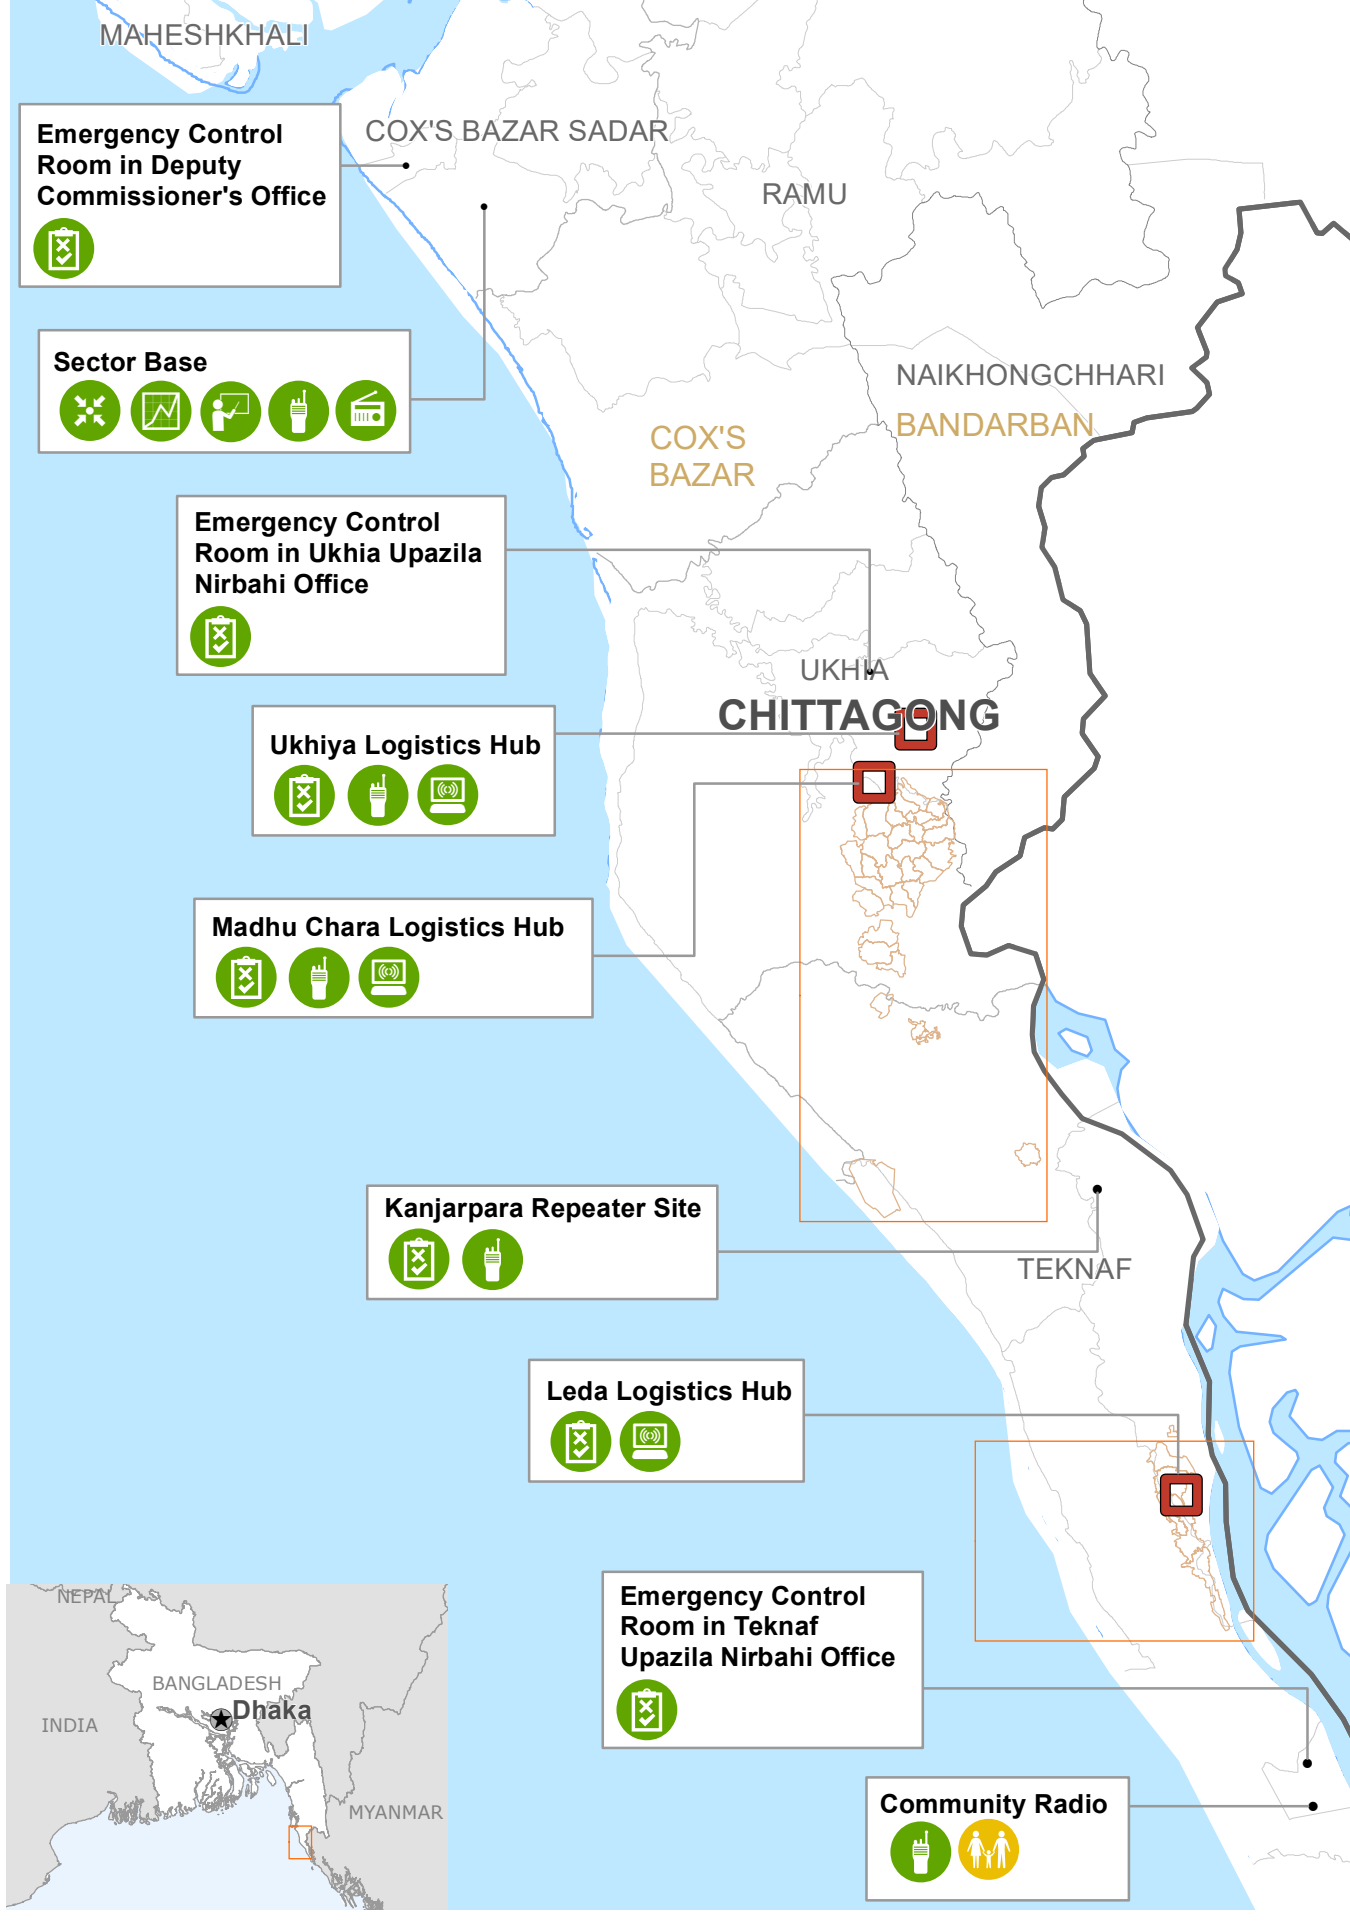 MAHESHKHALI
Emergency Control
Room in Deputy
Commissioner's Office
COX'S BAZAR SADAR
RAMU
Sector Base
NAIKHONGCHHARI
BANDARBAN
COX'S
BAZAR
Emergency Control
Room in Ukhia Upazila
Nirbahi Office
UKHIA
CHITTAGONG
Ukhiya Logistics Hub
Madhu Chara Logistics Hub
Kanjarpara Repeater Site
TEKNAF
Leda Logistics Hub
Emergency Control
Room in Teknaf
Upazila Nirbahi Office
Community Radio
NEPAL
BANGLADESH
Dhaka
INDIA
MYANMAR